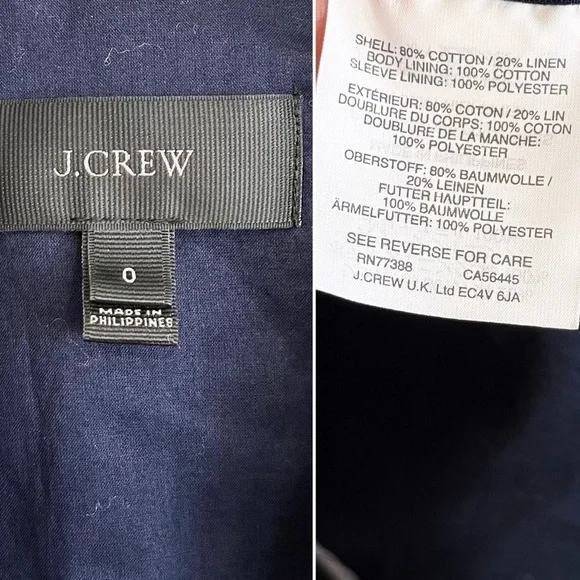 J.CREW
0
MADE IN
PHILIPPINES
SHELL: 80% COTTON / 20% LINEN
BODY LINING: 100% COTTON
SLEEVE LINING: 100% POLYESTER
EXTÉRIEUR: 80% COTON / 20% LIN
DOUBLURE DU CORPS: 100% COTON
DOUBLURE DE LA MANCHE:
100% POLYESTER
OBERSTOFF: 80% BAUMWOLLE /
20% LEINEN
FUTTER HAUPTTEIL:
100% BAUMWOLLE
ÄRMELFUTTER: 100% POLYESTER
SEE REVERSE FOR CARE
RN77388 CA56445
J.CREW U.K. Ltd EC4V 6JA